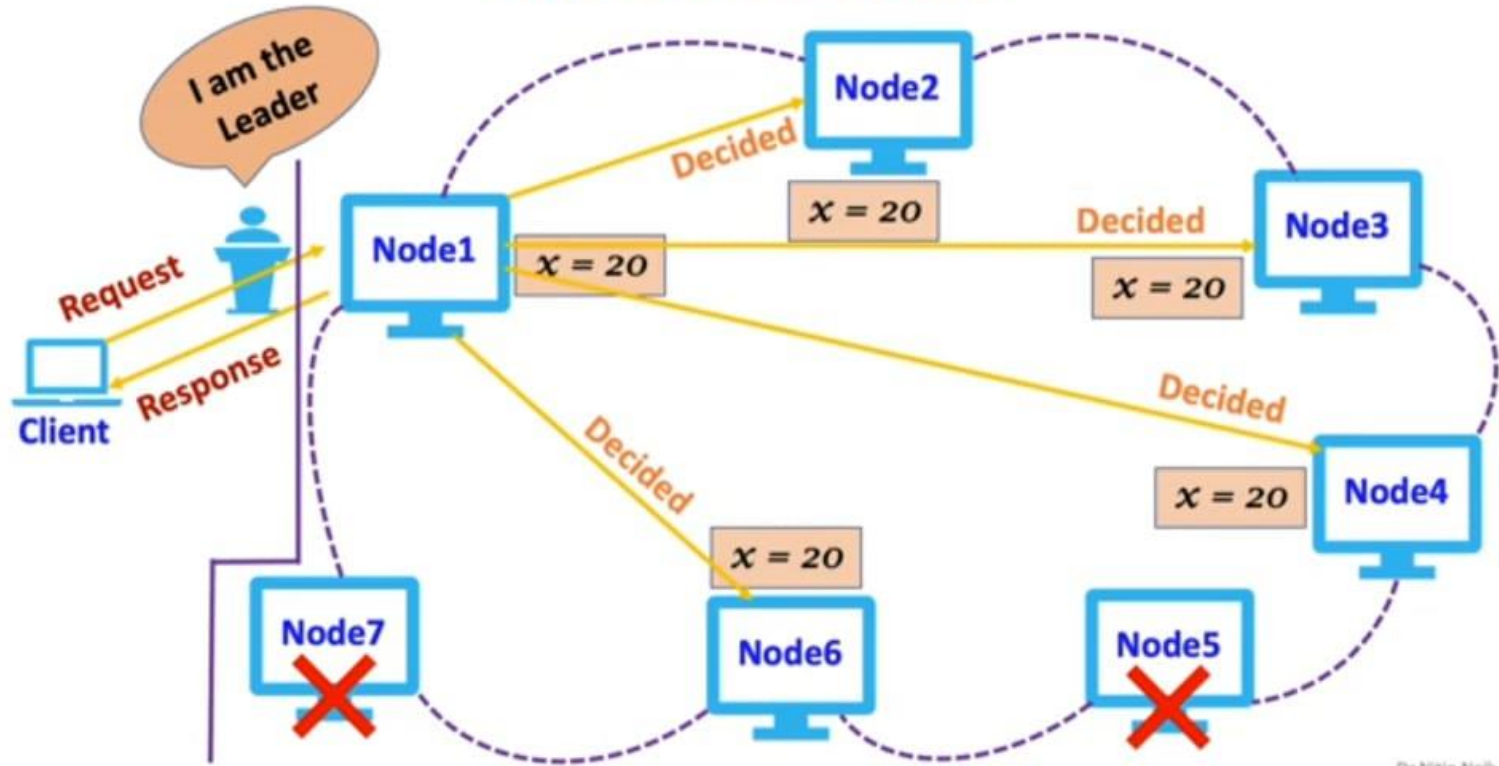 I am the
Leader
Node2
Decided
x = 20
Node1
x = 20
Decided
Node3
x = 20
Request
Response
Client
Decided
x = 20
Node4
Decided
x = 20
Node7
Node6
Node5